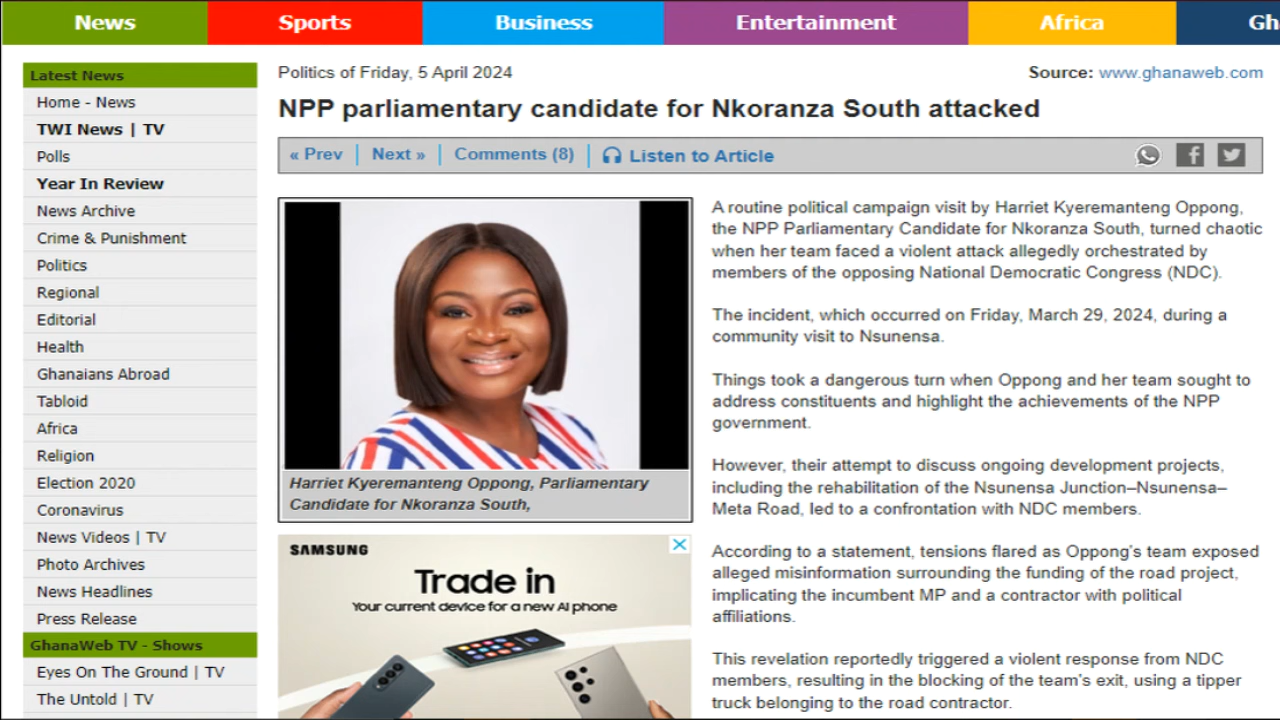 News
Sports
Business
Entertainment
Africa
Gh
Latest News
Home - News
TWI News | TV
Polls
Year In Review
News Archive
Crime & Punishment
Politics
Regional
Editorial
Health
Ghanaians Abroad
Tabloid
Africa
Religion
Election 2020
Coronavirus
News Videos | TV
Photo Archives
News Headlines
Press Release
GhanaWeb TV - Shows
Eyes On The Ground | TV
The Untold | TV
Politics of Friday, 5 April 2024
Source: www.ghanaweb.com
NPP parliamentary candidate for Nkoranza South attacked
« Prev
Next »
Comments (8)
Listen to Article
Harriet Kyeremanteng Oppong, Parliamentary
Candidate for Nkoranza South,
SAMSUNG
Trade in
Your current device for a new AI phone
A routine political campaign visit by Harriet Kyeremanteng Oppong,
the NPP Parliamentary Candidate for Nkoranza South, turned chaotic
when her team faced a violent attack allegedly orchestrated by
members of the opposing National Democratic Congress (NDC).
The incident, which occurred on Friday, March 29, 2024, during a
community visit to Nsunensa.
Things took a dangerous turn when Oppong and her team sought to
address constituents and highlight the achievements of the NPP
government.
However, their attempt to discuss ongoing development projects,
including the rehabilitation of the Nsunensa Junction–Nsunensa–
Meta Road, led to a confrontation with NDC members.
According to a statement, tensions flared as Oppong's team exposed
alleged misinformation surrounding the funding of the road project,
implicating the incumbent MP and a contractor with political
affiliations.
This revelation reportedly triggered a violent response from NDC
members, resulting in the blocking of the team's exit, using a tipper
truck belonging to the road contractor.